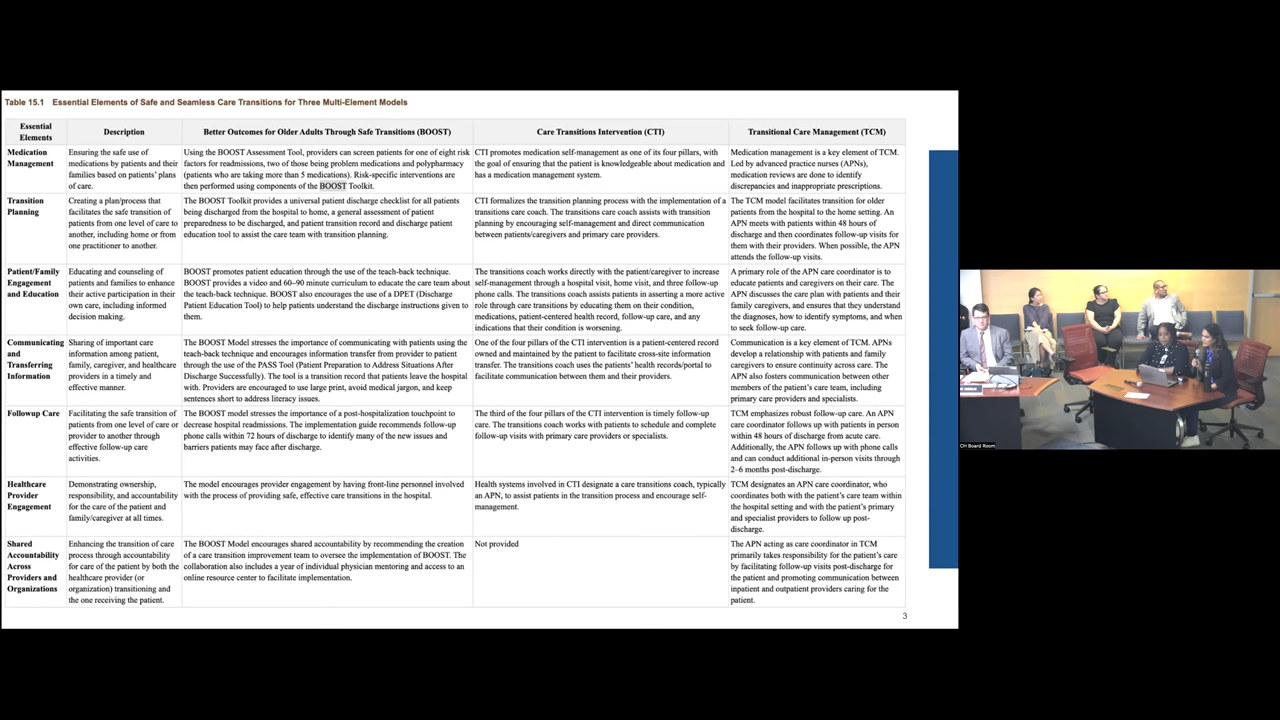 Table 15.1 Essential Elements of Safe and Seamless Care Transitions for Three Multi-Element Models
Essential
Elements
Description
Better Outcomes for Older Adults Through Safe Transitions (BOOST)
Care Transitions Intervention (CTI)
Transitional Care Management (TCM)
Medication
Management
Ensuring the safe use of
medications by patients and their
families based on patients' plans
of care.
Using the BOOST Assessment Tool, providers can screen patients for one of eight risk
factors for readmissions, two of those being problem medications and polypharmacy
(patients who are taking more than 5 medications). Risk-specific interventions are
then performed using components of the BOOST Toolkit.
CTI promotes medication self-management as one of its four pillars, with
the goal of ensuring that the patient is knowledgeable about medication and
has a medication management system.
Medication management is a key element of TCM.
Led by advanced practice nurses (APNs),
medication reviews are done to identify
discrepancies and inappropriate prescriptions.
Transition
Planning
Creating a plan/process that
facilitates the safe transition of
patients from one level of care to
another, including home or from
one practitioner to another.
The BOOST Toolkit provides a universal patient discharge checklist for all patients
being discharged from the hospital to home, a general assessment of patient
preparedness to be discharged, and patient transition record and discharge patient
education tool to assist the care team with transition planning.
CTI formalizes the transition planning process with the implementation of a
transitions care coach. The transitions care coach assists with transition
planning by encouraging self-management and direct communication
between patients/caregivers and primary care providers.
The TCM model facilitates transition for older
patients from the hospital to the home setting. An
APN meets with patients within 48 hours of
discharge and then coordinates follow-up visits for
them with their providers. When possible, the APN
attends the follow-up visits.
Patient/Family
Engagement
and Education
Educating and counseling of
patients and families to enhance
their active participation in their
own care, including informed
decision making.
BOOST promotes patient education through the use of the teach-back technique.
BOOST provides a video and 60–90 minute curriculum to educate the care team about
the teach-back technique. BOOST also encourages the use of a DPET (Discharge
Patient Education Tool) to help patients understand the discharge instructions given to
them.
The transitions coach works directly with the patient/caregiver to increase
self-management through a hospital visit, home visit, and three follow-up
phone calls. The transitions coach assists patients in asserting a more active
role through care transitions by educating them on their condition,
medications, patient-centered health record, follow-up care, and any
indications that their condition is worsening.
A primary role of the APN care coordinator is to
educate patients and caregivers on their care. The
APN discusses the care plan with patients and their
family caregivers, and ensures that they understand
the diagnoses, how to identify symptoms, and when
to seek follow-up care.
Communicating
and
Transferring
Information
Sharing of important care
information among patient,
family, caregiver, and healthcare
providers in a timely and
effective manner.
The BOOST Model stresses the importance of communicating with patients using the
teach-back technique and encourages information transfer from provider to patient
through the use of the PASS Tool (Patient Preparation to Address Situations After
Discharge Successfully). The tool is a transition record that patients leave the hospital
with. Providers are encouraged to use large print, avoid medical jargon, and keep
sentences short to address literacy issues.
One of the four pillars of the CTI intervention is a patient-centered record
owned and maintained by the patient to facilitate cross-site information
transfer. The transitions coach uses the patients' health records/portal to
facilitate communication between them and their providers.
Communication is a key element of TCM. APNs
develop a relationship with patients and family
caregivers to ensure continuity across care. The
APN also fosters communication between other
members of the patient's care team, including
primary care providers and specialists.
Followup Care
Facilitating the safe transition of
patients from one level of care or
provider to another through
effective follow-up care
activities.
The BOOST model stresses the importance of a post-hospitalization touchpoint to
decrease hospital readmissions. The implementation guide recommends follow-up
phone calls within 72 hours of discharge to identify many of the new issues and
barriers patients may face after discharge.
The third of the four pillars of the CTI intervention is timely follow-up
care. The transitions coach works with patients to schedule and complete
follow-up visits with primary care providers or specialists.
TCM emphasizes robust follow-up care. An APN
care coordinator follows up with patients in person
within 48 hours of discharge from acute care.
Additionally, the APN follows up with phone calls
and can conduct additional in-person visits through
2–6 months post-discharge.
Healthcare
Provider
Engagement
Demonstrating ownership,
responsibility, and accountability
for the care of the patient and
family/caregiver at all times.
The model encourages provider engagement by having front-line personnel involved
with the process of providing safe, effective care transitions in the hospital.
Health systems involved in CTI designate a care transitions coach, typically
an APN, to assist patients in the transition process and encourage self-
management.
TCM designates an APN care coordinator, who
coordinates both with the patient's care team within
the hospital setting and with the patient's primary
and specialist providers to follow up post-
discharge.
Shared
Accountability
Across
Providers and
Organizations
Enhancing the transition of care
process through accountability
for care of the patient by both the
healthcare provider (or
organization) transitioning and
the one receiving the patient.
The BOOST Model encourages shared accountability by recommending the creation
of a care transition improvement team to oversee the implementation of BOOST. The
collaboration also includes a year of individual physician mentoring and access to an
online resource center to facilitate implementation.
Not provided
The APN acting as care coordinator in TCM
primarily takes responsibility for the patient's care
by facilitating follow-up visits post-discharge for
the patient and promoting communication between
inpatient and outpatient providers caring for the
patient.
3
CH Board Room